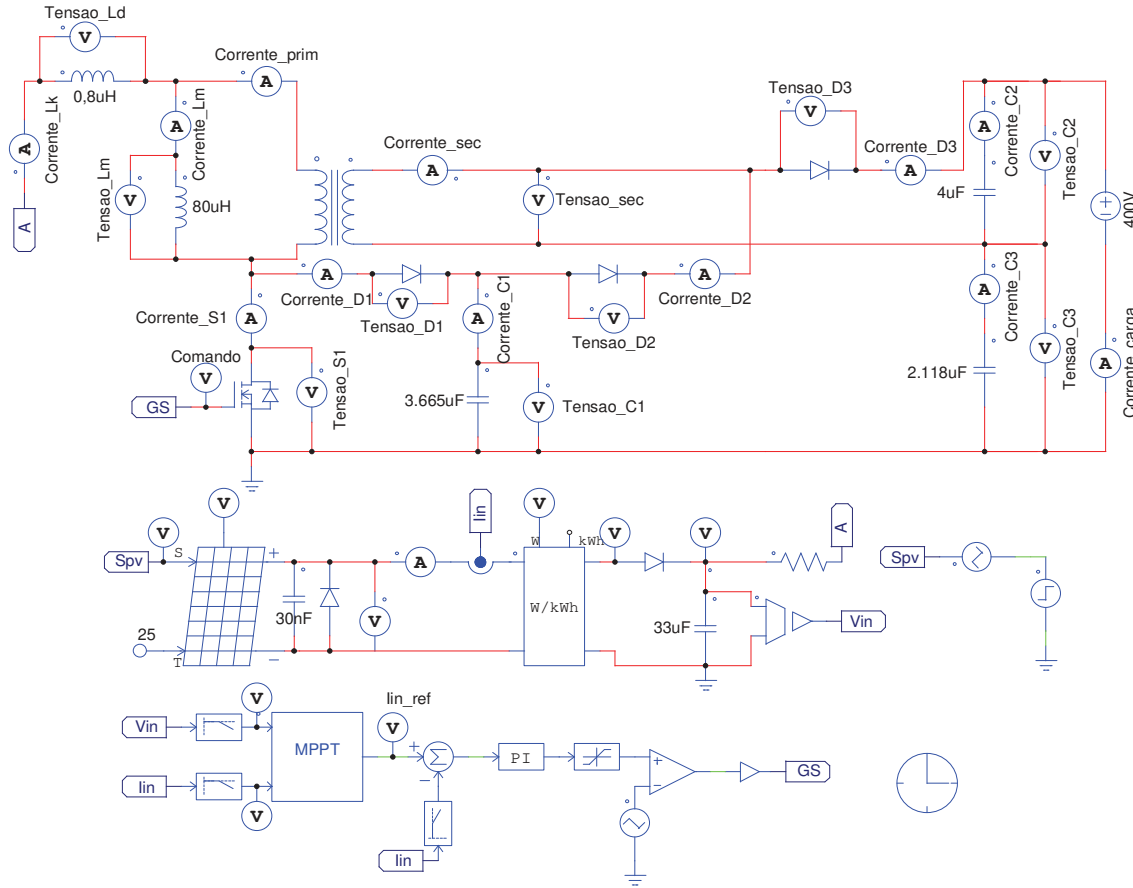 Tensao_Ld
V
Corrente_prim
A
0,8uH
A
Corrente_Lk
A
Corrente_Lm
Tensao_Lm
V
80uH
A
Corrente_sec
A
V
Tensao_sec
Tensao_D3
V
Corrente_D3
A
A
Corrente_C2
V
Tensao_C2
4uF
400V
A
Corrente_D1
V
Tensao_D1
A
Corrente_C1
V
Tensao_D2
A
Corrente_D2
A
Corrente_C3
V
Tensao_C3
2.118uF
A
Corrente_carga
Corrente_S1
A
Comando
V
GS
V
Tensao_S1
3.665uF
V
Tensao_C1
V
V
Spv
S
+
25
T
−
30nF
V
A
Iin
V
W
kWh
W/kWh
V
V
33uF
A
Vin
Spv
Vin
V
MPPT
Iin
V
Iin_ref
V
+
Σ
−
PI
+
−
GS
Iin